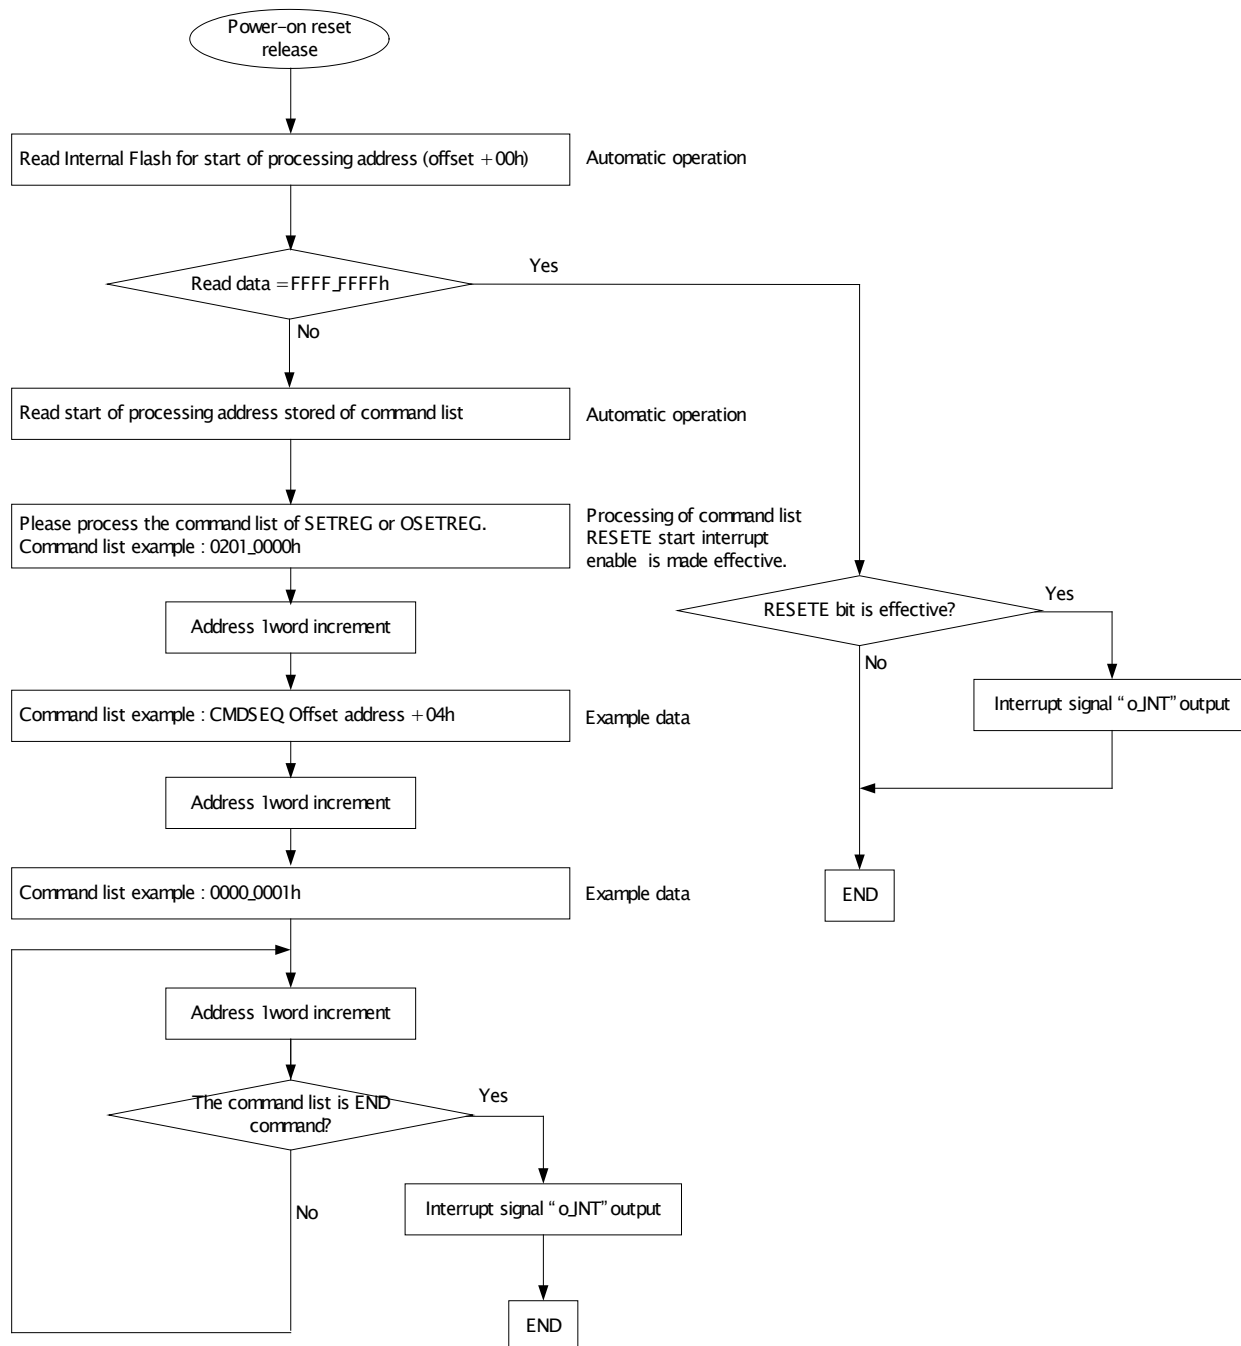 Power-on reset
release
Read Internal Flash for start of processing address (offset +00h)
Automatic operation
Read data =FFFF_FFFFh
Yes
No
Read start of processing address stored of command list
Automatic operation
Please process the command list of SETREG or OSETREG.
Command list example : 0201_0000h
Processing of command list
RESETE start interrupt
enable is made effective.
RESETE bit is effective?
Yes
No
Address 1word increment
Interrupt signal “o_INT” output
Command list example : CMDSEQ Offset address +04h
Example data
Address 1word increment
Command list example : 0000_0001h
Example data
END
Address 1word increment
The command list is END
command?
Yes
No
Interrupt signal “o_INT” output
END